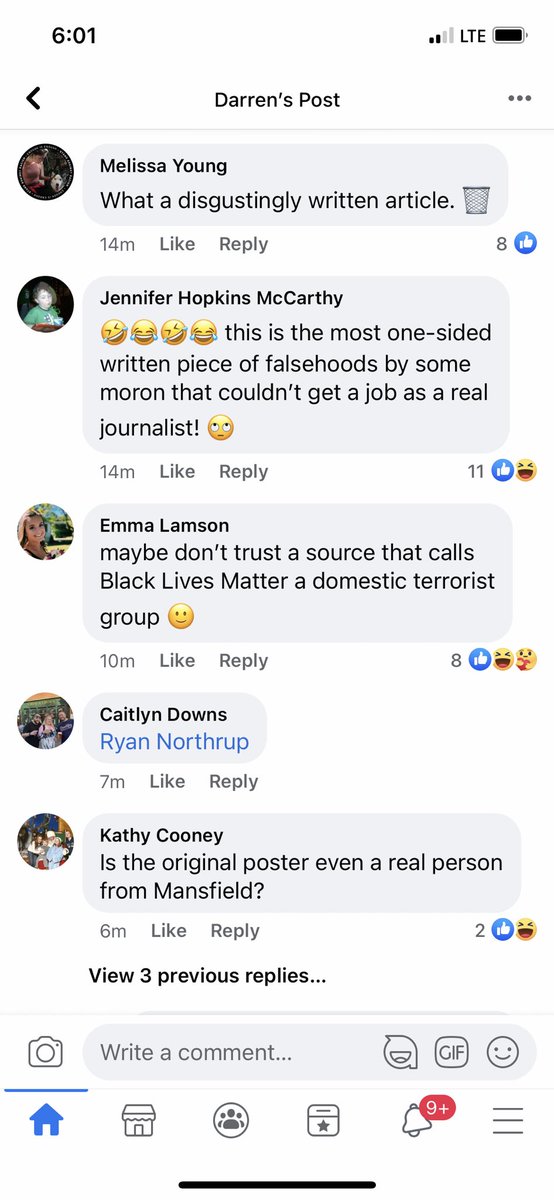 6:01
LTE
Darren’s Post
Melissa Young
What a disgustingly written article. 🗑️
14m Like Reply 8
Jennifer Hopkins McCarthy
🤣😂🤣😂 this is the most one-sided
written piece of falsehoods by some
moron that couldn’t get a job as a real
journalist! 🙄
14m Like Reply 11
Emma Lamson
maybe don’t trust a source that calls
Black Lives Matter a domestic terrorist
group 🙂
10m Like Reply 8
Caitlyn Downs
Ryan Northrup
7m Like Reply
Kathy Cooney
Is the original poster even a real person
from Mansfield?
6m Like Reply 2
View 3 previous replies...
Write a comment...
GIF
9+